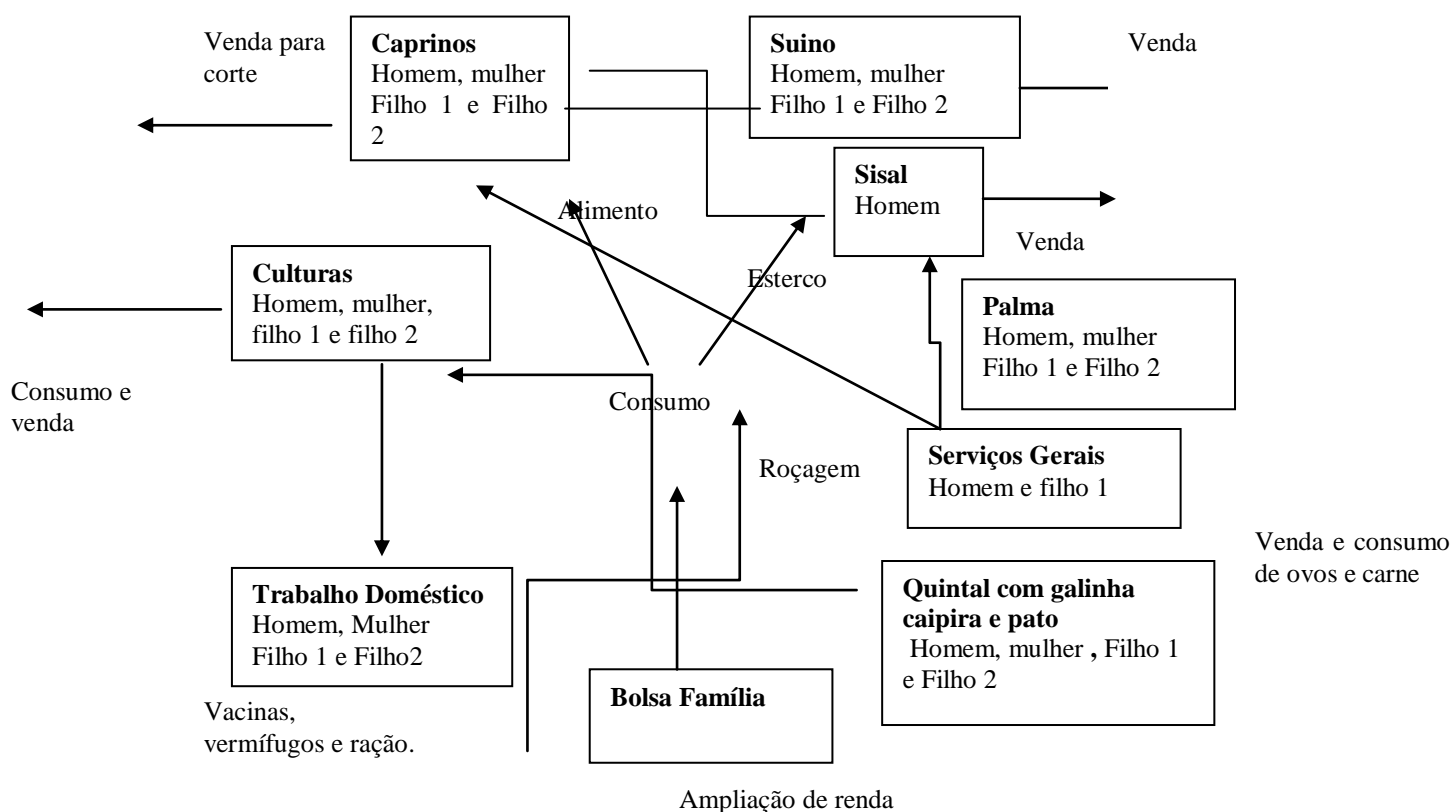 Venda para
corte
Caprinos
Homem, mulher
Filho 1 e Filho
2
Suino
Homem, mulher
Filho 1 e Filho 2
Venda
Sisal
Homem
Venda
Alimento
Esterco
Culturas
Homem, mulher,
filho 1 e filho 2
Palma
Homem, mulher
Filho 1 e Filho 2
Consumo e
venda
Consumo
Roçagem
Serviços Gerais
Homem e filho 1
Venda e consumo
de ovos e carne
Trabalho Doméstico
Homem, Mulher
Filho 1 e Filho2
Quintal com galinha
caipira e pato
Homem, mulher , Filho 1
e Filho 2
Bolsa Família
Vacinas,
vermífugos e ração.
Ampliação de renda